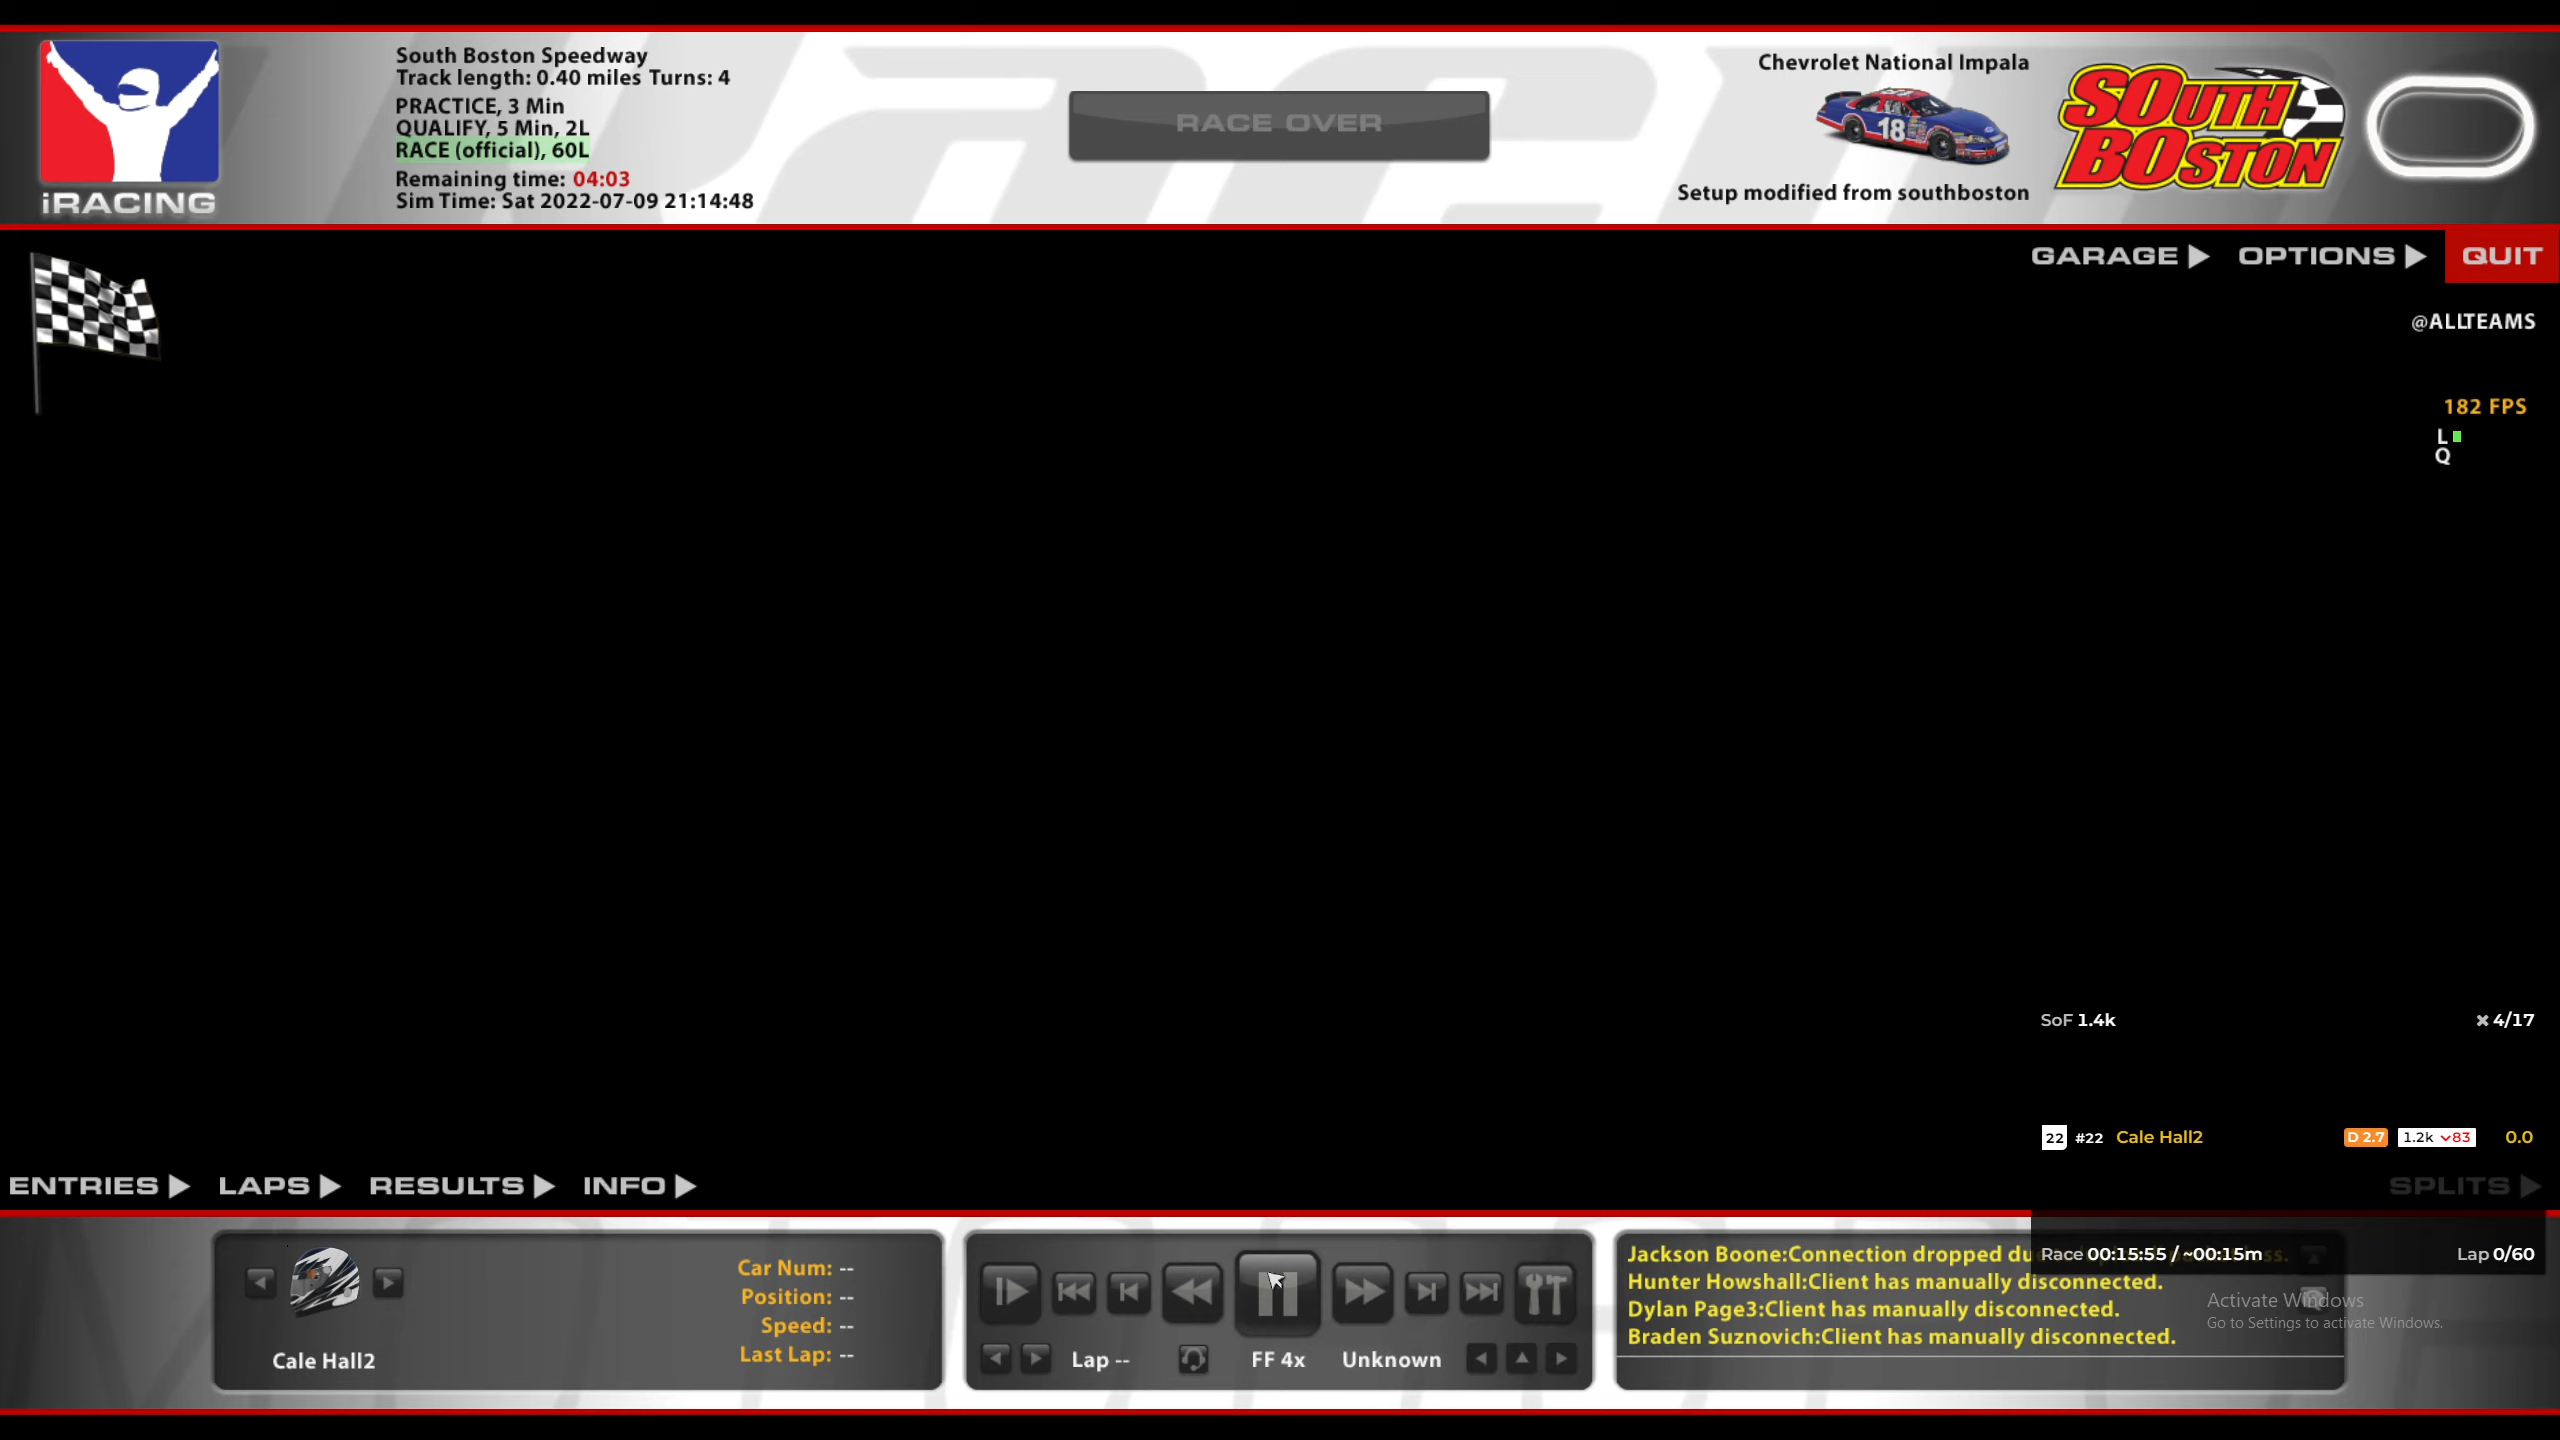 South Boston Speedway
Track length: 0.40 miles Turns: 4
PRACTICE, 3 Min
QUALIFY, 5 Min, 2L
RACE (official), 60L
Remaining time: 04:03
Sim Time: Sat 2022-07-09 21:14:48
iRACING
RACE OVER
Chevrolet National Impala
18
Setup modified from southboston
SOUTH
BOSTON
GARAGE
OPTIONS
QUIT
@ALLTEAMS
182 FPS
L
Q
SoF 1.4k
4/17
22 #22 Cale Hall2 D 2.7 1.2k 83 0.0
ENTRIES
LAPS
RESULTS
INFO
SPLITS
Cale Hall2
Car Num: --
Position: --
Speed: --
Last Lap: --
Lap --
FF 4x
Unknown
Jackson Boone:Connection dropped du
Hunter Howshall:Client has manually disconnected.
Dylan Page3:Client has manually disconnected.
Braden Suznovich:Client has manually disconnected.
Race 00:15:55 / ~00:15m
Lap 0/60
Activate Windows
Go to Settings to activate Windows.